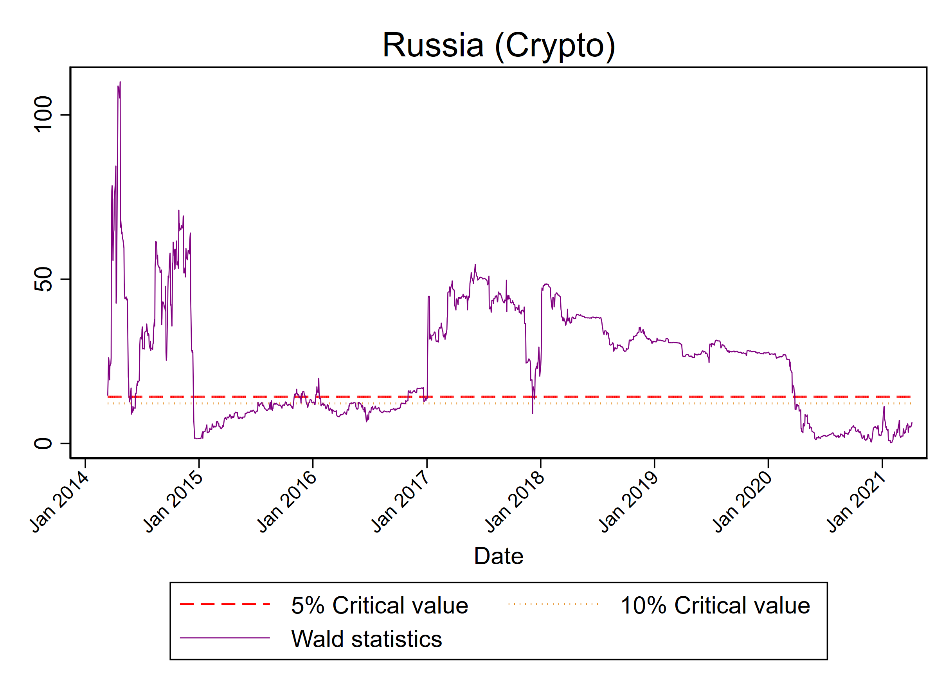 Russia (Crypto)
100
50
0
Jan 2014
Jan 2015
Jan 2016
Jan 2017
Jan 2018
Jan 2019
Jan 2020
Jan 2021
Date
5% Critical value
10% Critical value
Wald statistics